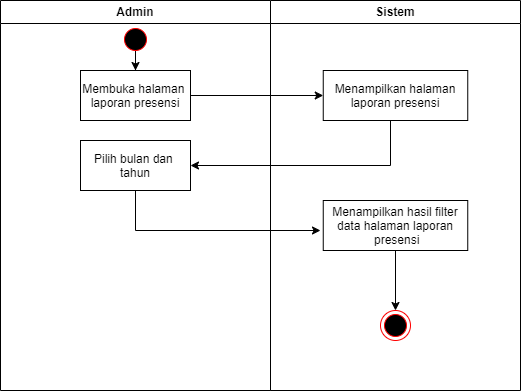 Admin
Sistem
Membuka halaman
laporan presensi
Menampilkan halaman
laporan presensi
Pilih bulan dan
tahun
Menampilkan hasil filter
data halaman laporan
presensi